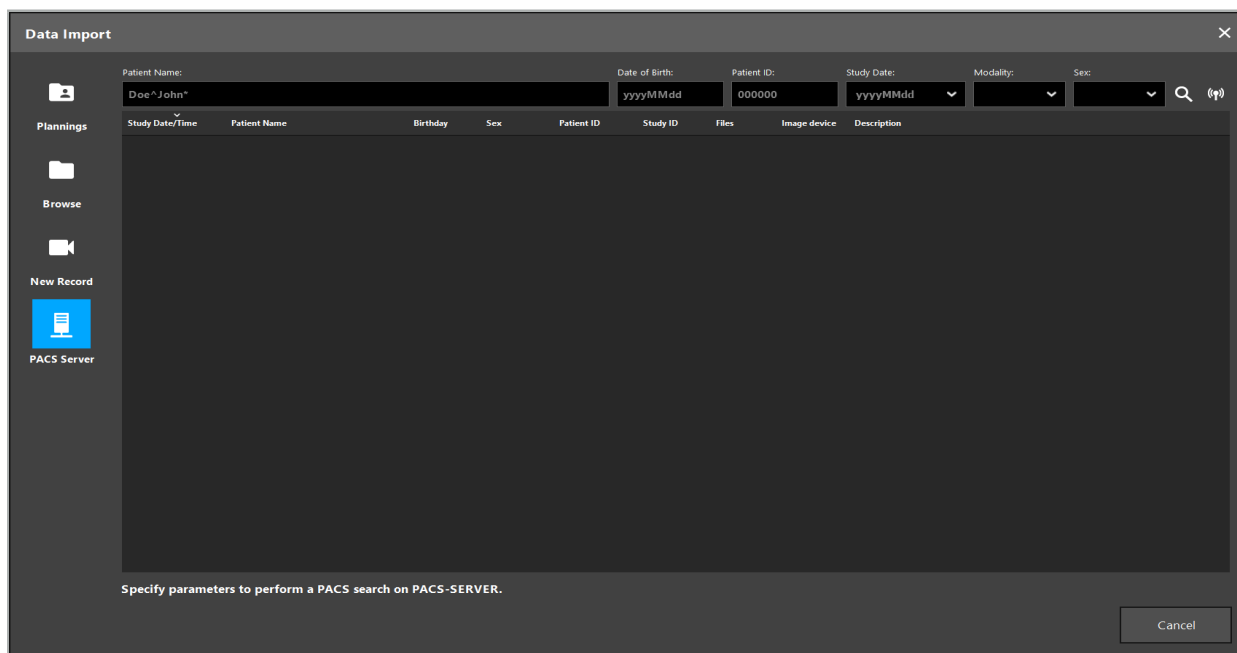 Data Import
Patient Name: Date of Birth: Patient ID: Study Date: Modality: Sex:
Doe^John* yyyyMMdd 000000 yyyyMMdd
Plannings
Study Date/Time Patient Name Birthday Sex Patient ID Study ID Files Image device Description
Browse
New Record
PACS Server
Specify parameters to perform a PACS search on PACS-SERVER.
Cancel